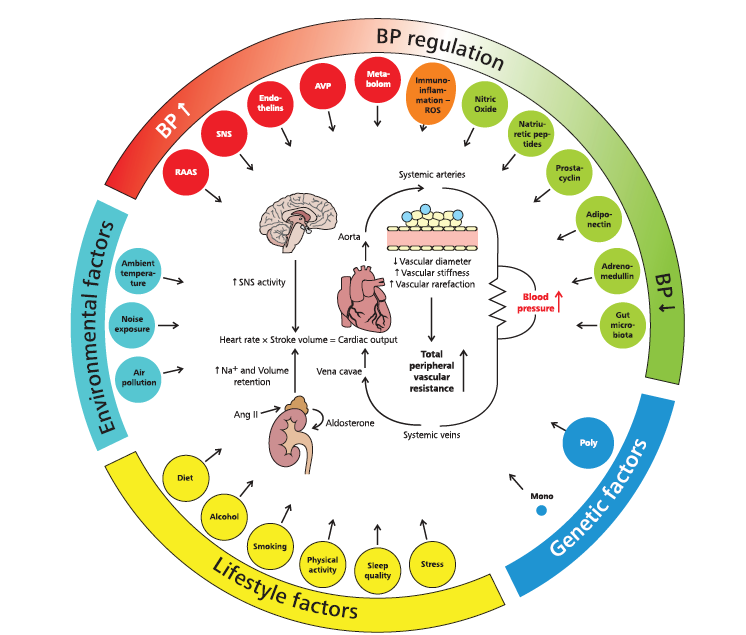 BP regulation
BP ↑
BP ↓
RAAS
SNS
Endo-
thelins
AVP
Meta-
bolom
Immuno-
inflam-
mation –
ROS
Nitric
Oxide
Natriu-
retic pep-
tides
Prosta-
cyclin
Adipo-
nectin
Adreno-
medullin
Gut
micro-
biota
Environmental factors
Ambient
tempera-
ture
Noise
exposure
Air
pollution
Systemic arteries
Aorta
↓ Vascular diameter
↑ Vascular stiffness
↑ Vascular rarefaction
↑ SNS activity
Blood
pressure ↑
Heart rate × Stroke volume = Cardiac output
↑ Na⁺ and Volume
retention
Vena cavae
Total
peripheral
vascular
resistance ↑
Ang II
Aldosterone
Systemic veins
Genetic factors
Poly
Mono
Lifestyle factors
Diet
Alcohol
Smoking
Physical
activity
Sleep
quality
Stress